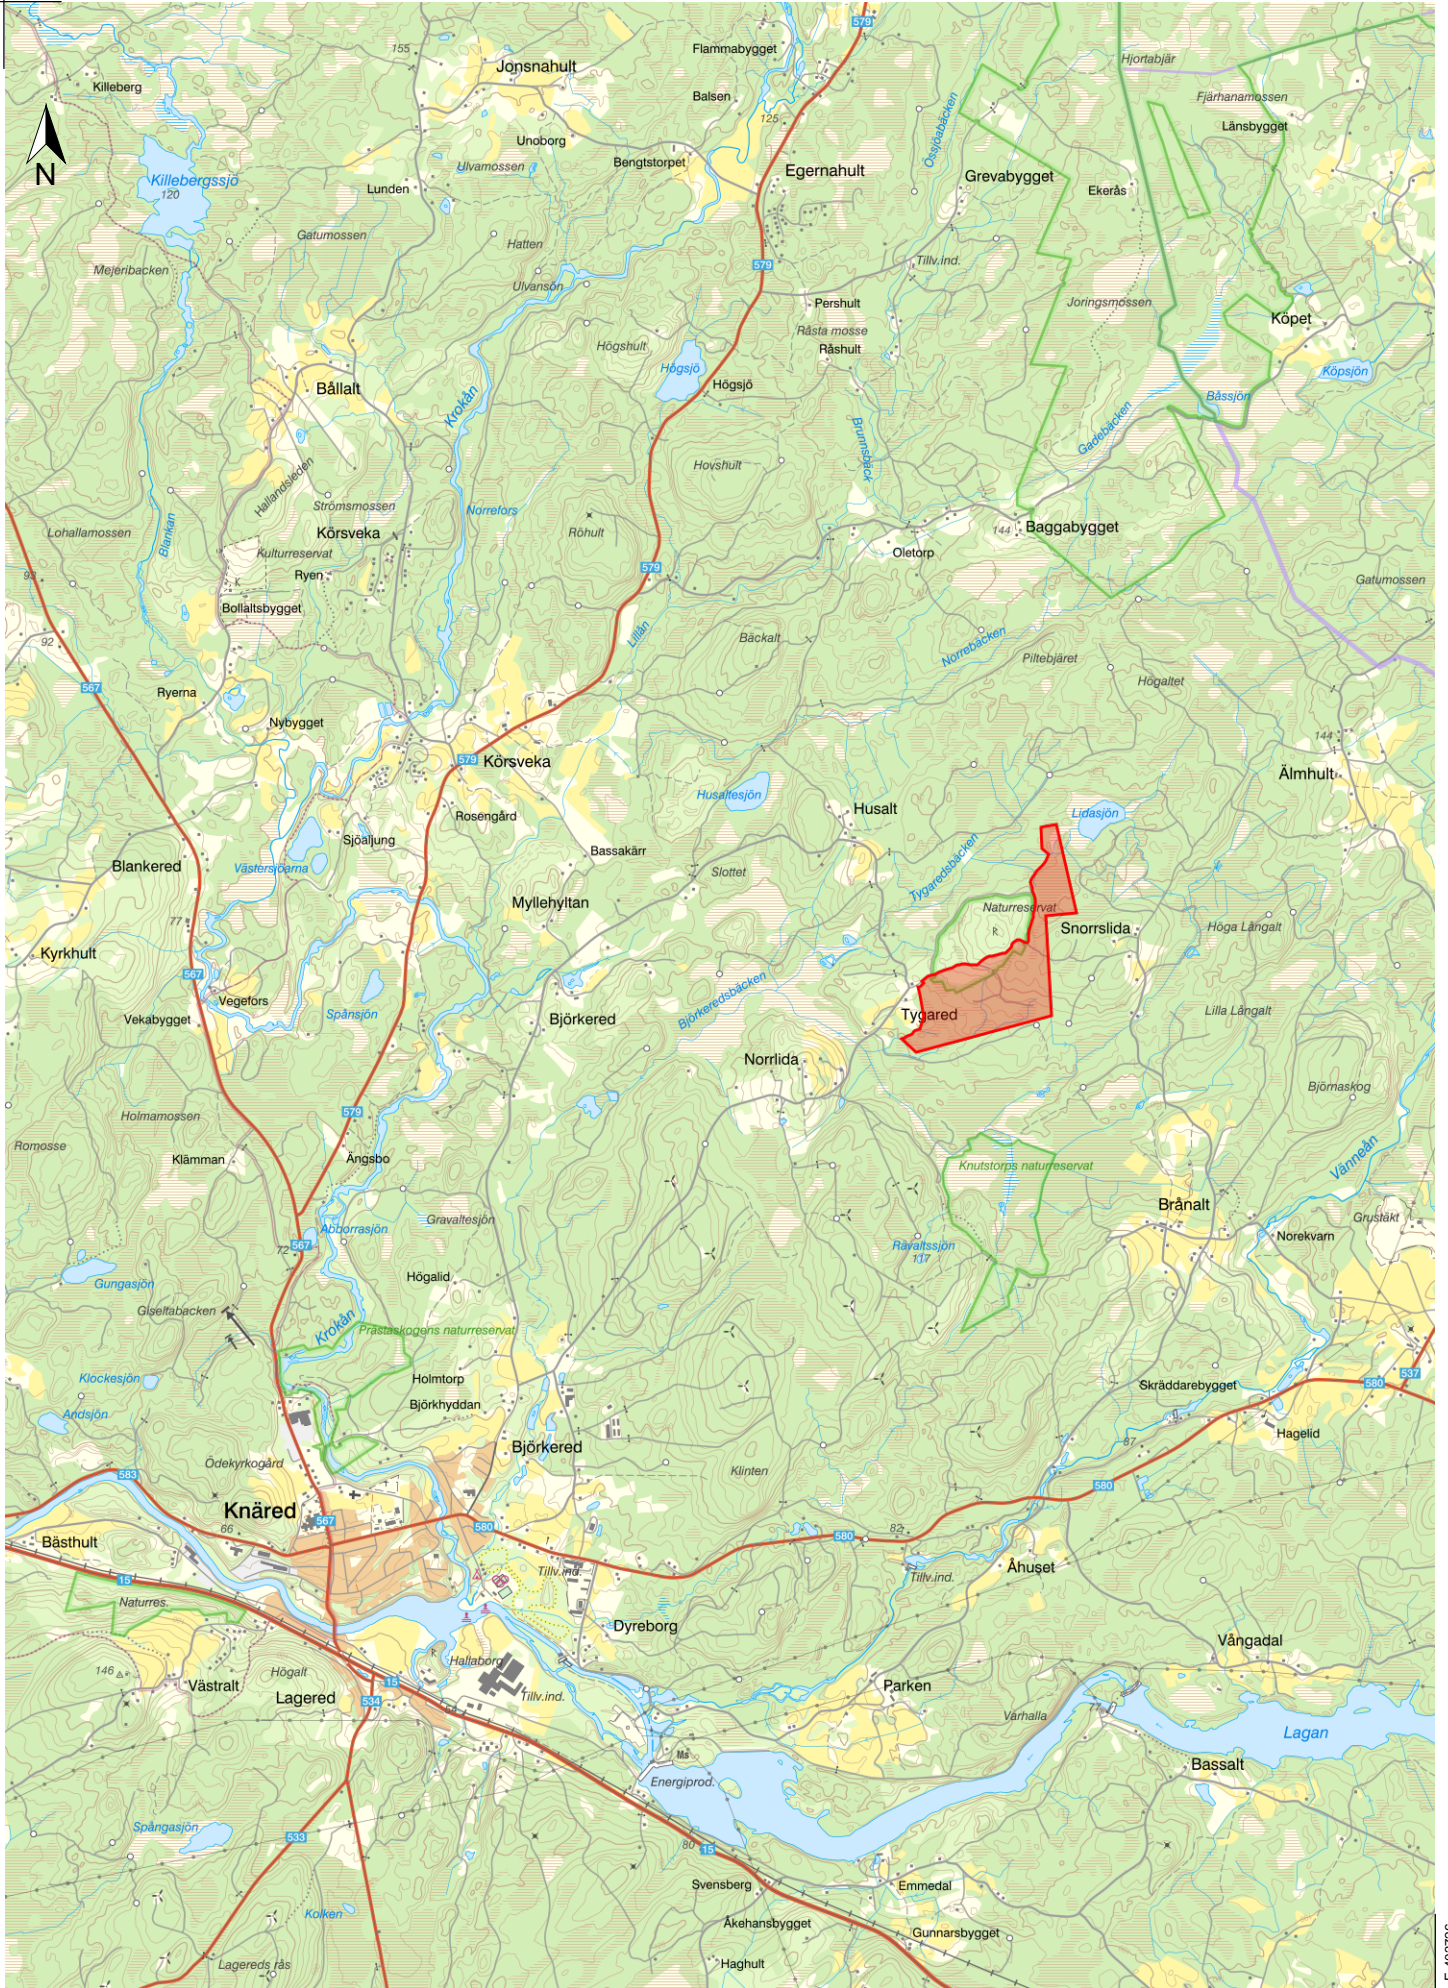 579
Flammabygget
155
Jonsnahult
Hjortabjär
Killeberg
Balsen
Fjärhanamossen
125
Länsbygget
Unoborg
Ossjöabäcken
Bengtstorpet
Ulvamossen
Egernahult
N
Killebergssjö
Lunden
Grevabygget
Ekerås
120
Gatumossen
Hatten
Mejeribacken
579
Tillv.ind.
Ulvansön
Pershult
Joringsmossen
Köpet
Råsta mosse
Högshult
Råshult
Högsjö
Köpsjön
Bållalt
Högsjö
Båssjön
Krokån
Gadebäcken
Brunnsbäck
Hovshult
Hallandsleden
Strömsmossen
Norrefors
Lohallamossen
Körsveka
Röhult
144
Baggabygget
Blankan
Kulturreservat
Oletorp
579
93
Ryen
K
Gatumossen
Bollaltsbygget
Lillån
92
Bäckalt
Norrebäcken
Piltebjäret
567
Ryerna
Högaltet
Nybygget
144
579
Körsveka
Älmhult
Husaltesjön
Husalt
Lidasjön
Rosengård
Sjöaljung
Bassakärr
Blankered
Västersjöarna
Slottet
Tygaredsbäcken
Myllehyltan
Naturreservat
77
Snorrslida
Höga Långalt
R
Kyrkhult
567
Björkeredsbäcken
Vegefors
Spånsjön
Lilla Långalt
Vekabygget
Björkered
Tygared
Norrlida
Björnaskog
579
Holmamossen
Romosse
Klämman
Ängsbo
Knutstorps naturreservat
Vänneån
Brånalt
Abborrasjön
Gravaltesjön
Grustäkt
567
72
Ravaltssjön
117
Norekvarn
Gungasjön
Högalid
Giseltabacken
Krokån
Prästaskogens naturreservat
Klockesjön
Holmtorp
537
580
Skräddarebygget
Björkhyddan
Andsjön
Hagelid
87
Björkered
Ödekyrkogård
Klinten
583
580
Knäred
567
66
580
82
580
Bästhult
Åhuset
Tillv.ind.
Tillv.ind.
15
Naturres.
Dyreborg
Vångadal
146
Hallaborg
R
Högalt
Västralt
15
Parken
Lagered
534
Tillv.ind.
54
Varhalla
77
Lagan
Ma
Bassalt
Energiprod.
Spångasjön
533
80
15
Svensberg
Emmedal
Kolken
Åkehansbygget
Gunnarsbygget
Haghult
Lagereds rås